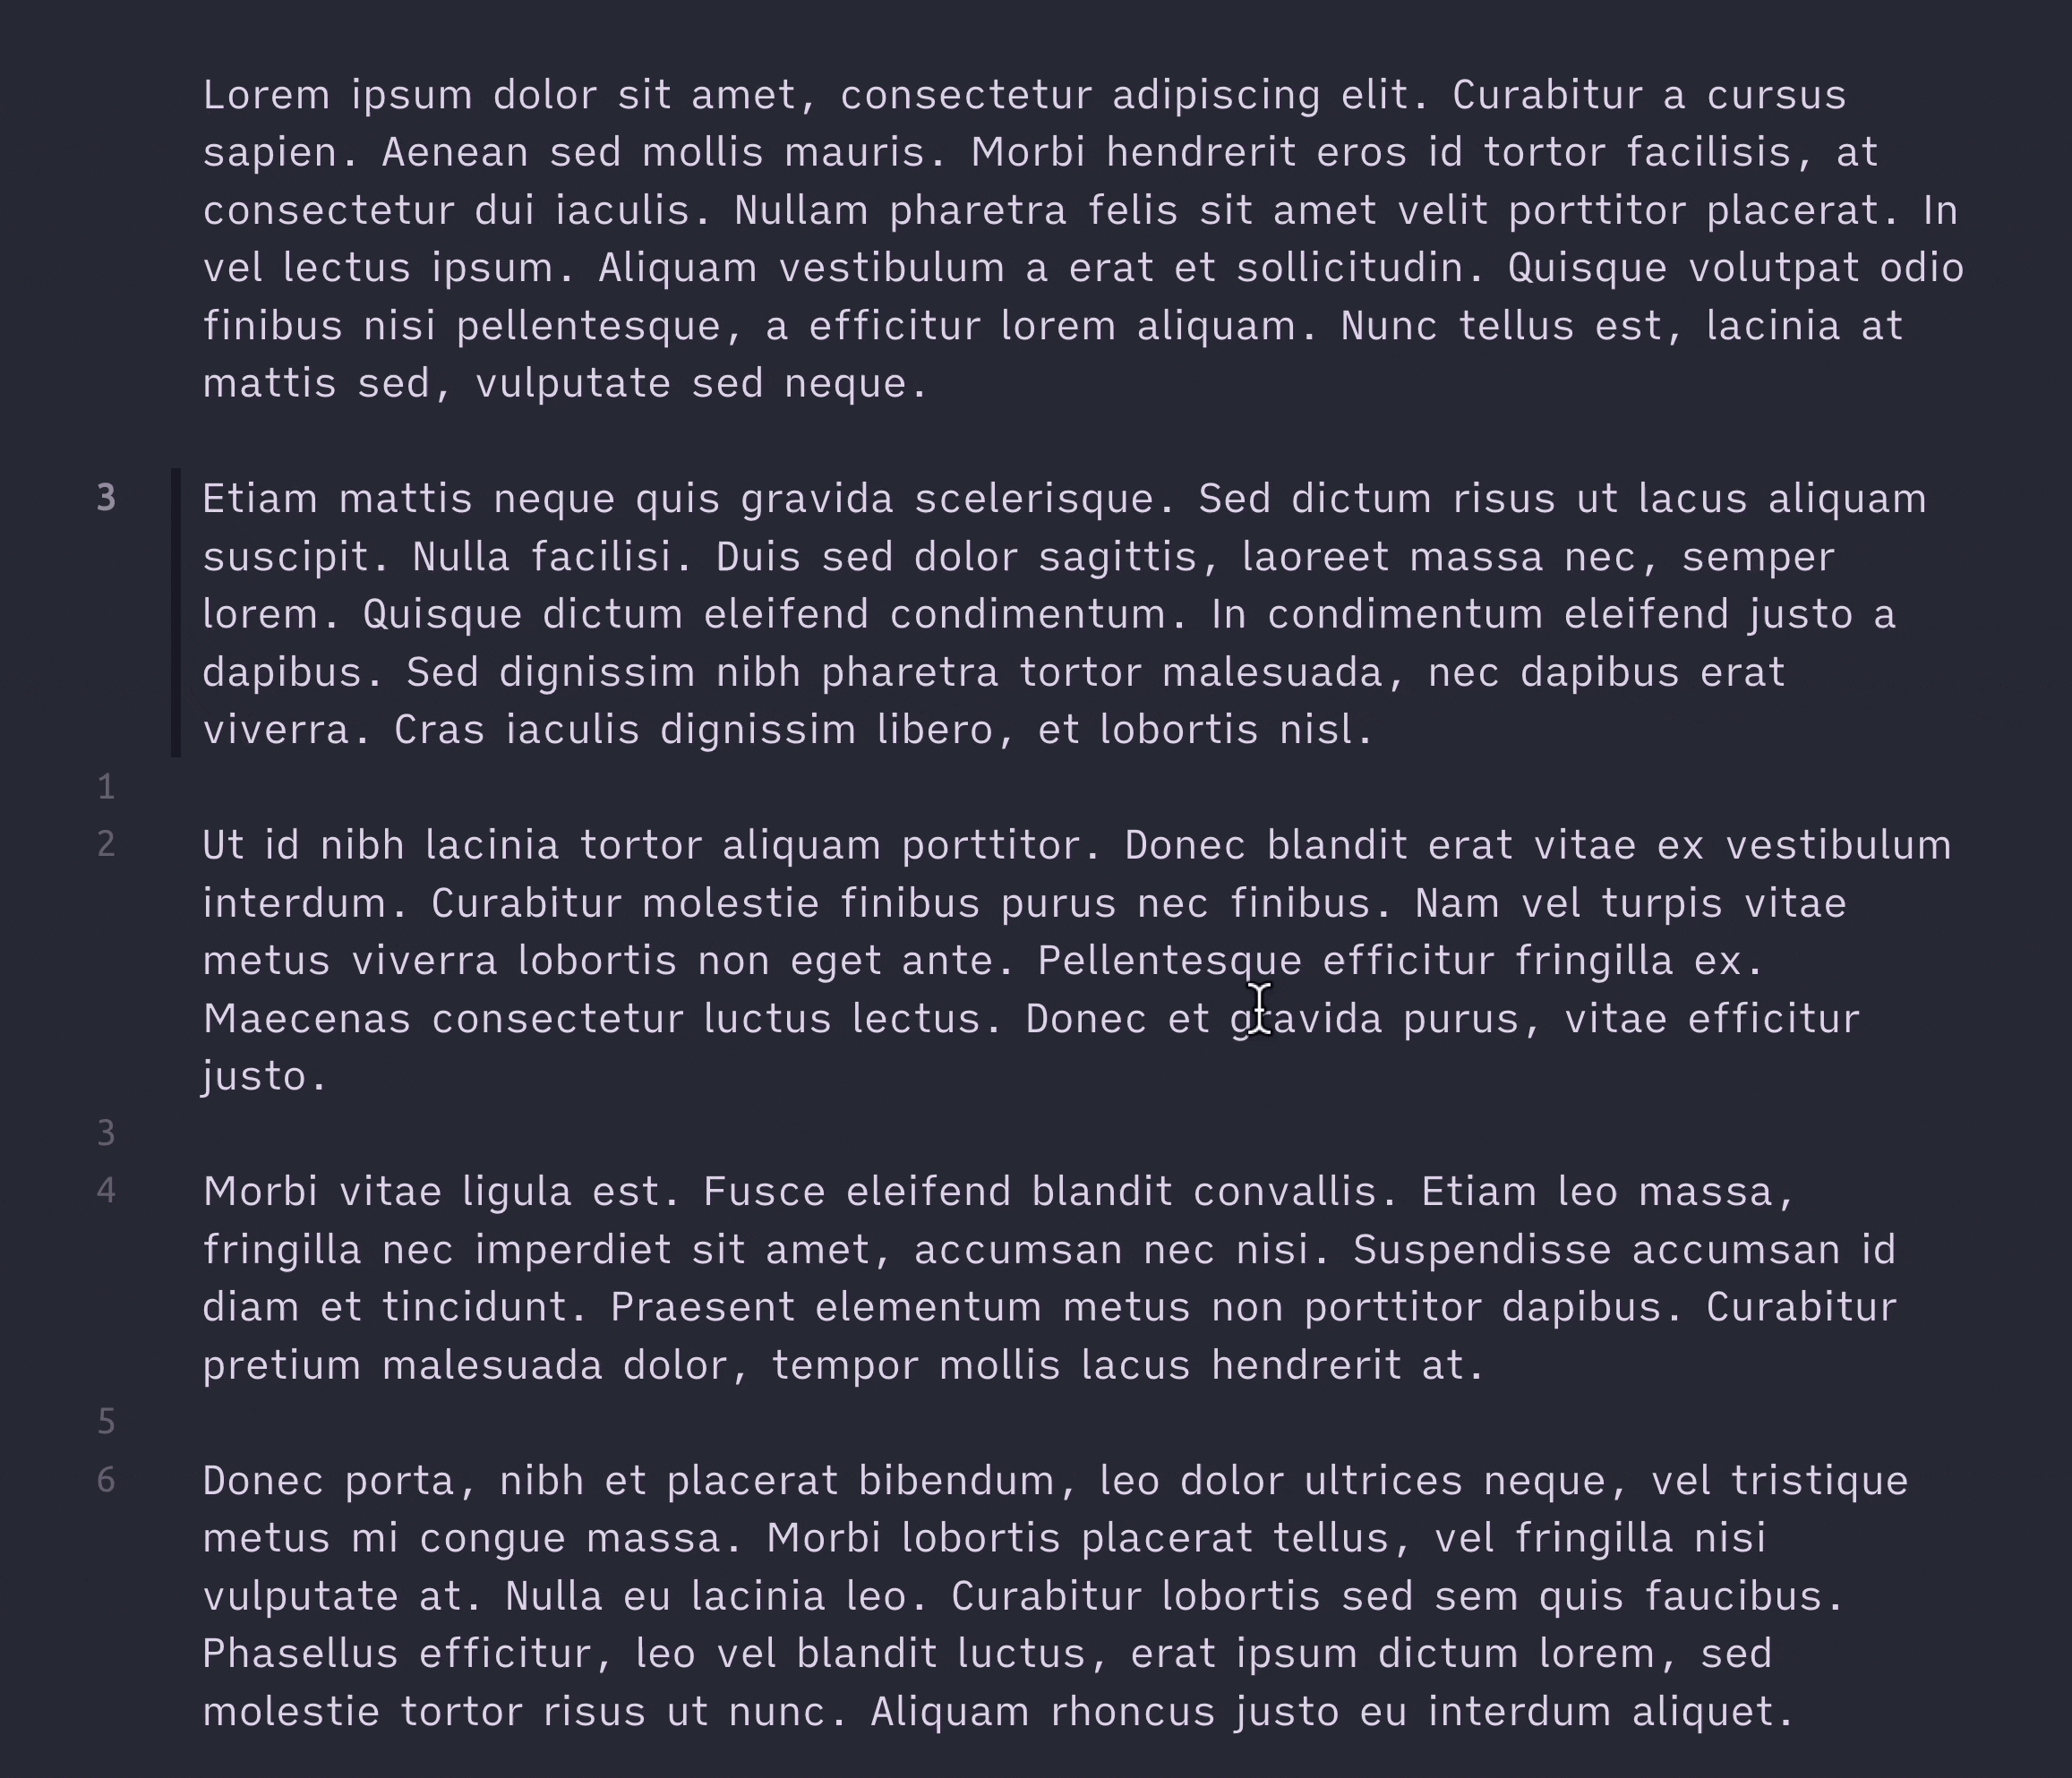 Lorem ipsum dolor sit amet, consectetur adipiscing elit. Curabitur a cursus
sapien. Aenean sed mollis mauris. Morbi hendrerit eros id tortor facilisis, at
consectetur dui iaculis. Nullam pharetra felis sit amet velit porttitor placerat. In
vel lectus ipsum. Aliquam vestibulum a erat et sollicitudin. Quisque volutpat odio
finibus nisi pellentesque, a efficitur lorem aliquam. Nunc tellus est, lacinia at
mattis sed, vulputate sed neque.
3 Etiam mattis neque quis gravida scelerisque. Sed dictum risus ut lacus aliquam
suscipit. Nulla facilisi. Duis sed dolor sagittis, laoreet massa nec, semper
lorem. Quisque dictum eleifend condimentum. In condimentum eleifend justo a
dapibus. Sed dignissim nibh pharetra tortor malesuada, nec dapibus erat
viverra. Cras iaculis dignissim libero, et lobortis nisl.
1
2 Ut id nibh lacinia tortor aliquam porttitor. Donec blandit erat vitae ex vestibulum
interdum. Curabitur molestie finibus purus nec finibus. Nam vel turpis vitae
metus viverra lobortis non eget ante. Pellentesque efficitur fringilla ex.
Maecenas consectetur luctus lectus. Donec et gravida purus, vitae efficitur
justo.
3
4 Morbi vitae ligula est. Fusce eleifend blandit convallis. Etiam leo massa,
fringilla nec imperdiet sit amet, accumsan nec nisi. Suspendisse accumsan id
diam et tincidunt. Praesent elementum metus non porttitor dapibus. Curabitur
pretium malesuada dolor, tempor mollis lacus hendrerit at.
5
6 Donec porta, nibh et placerat bibendum, leo dolor ultrices neque, vel tristique
metus mi congue massa. Morbi lobortis placerat tellus, vel fringilla nisi
vulputate at. Nulla eu lacinia leo. Curabitur lobortis sed sem quis faucibus.
Phasellus efficitur, leo vel blandit luctus, erat ipsum dictum lorem, sed
molestie tortor risus ut nunc. Aliquam rhoncus justo eu interdum aliquet.